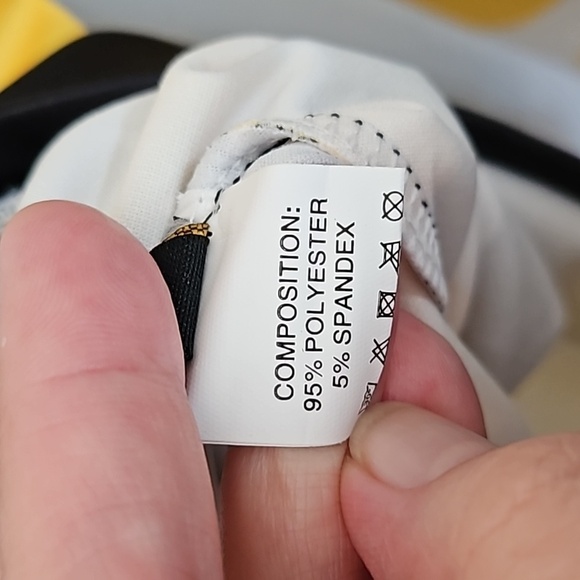 COMPOSITION:
95% POLYESTER
5% SPANDEX